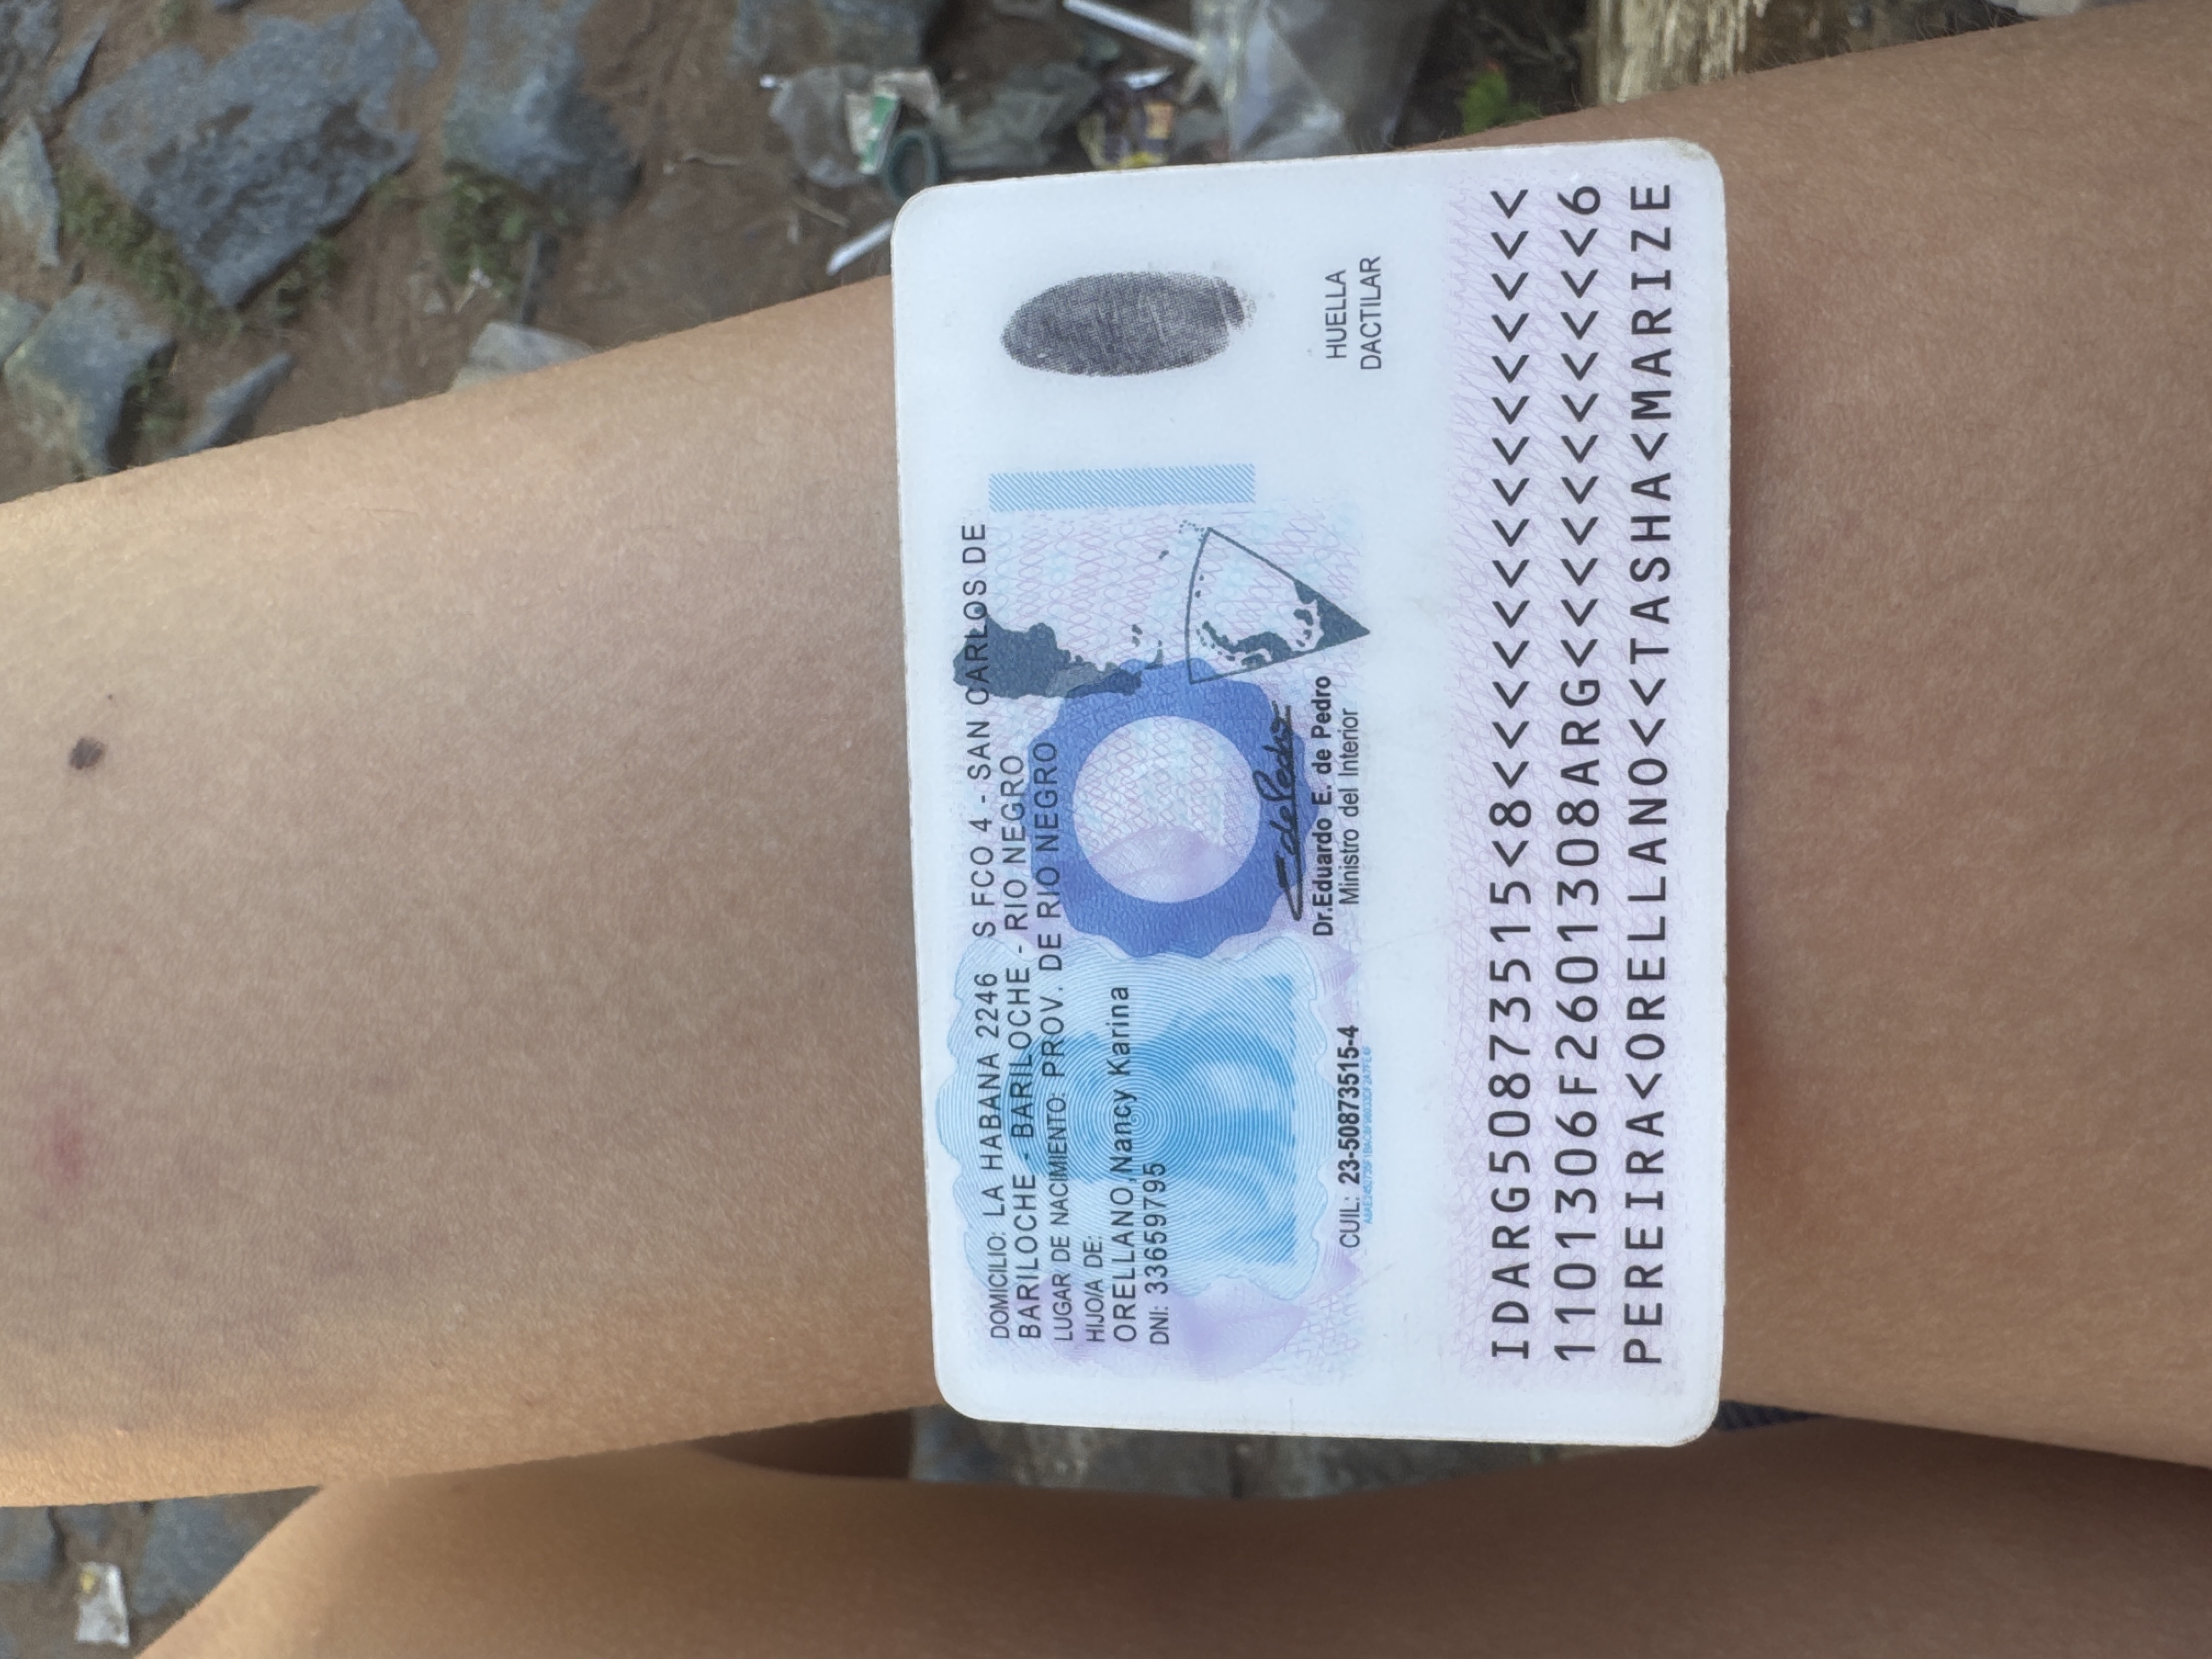 DOMICILIO: LA HABANA 2246 S FCO 4 - SAN CARLOS DE
BARILOCHE - BARILOCHE - RIO NEGRO
LUGAR DE NACIMIENTO: PROV. DE RIO NEGRO
HIJO/A DE:
ORELLANO,Nancy Karina
DNI: 33659795
EdePedro
Dr.Eduardo E. de Pedro
Ministro del Interior
CUIL: 23-50873515-4
HUELLA
DACTILAR
IDARG50873515<8<<<<<<<<<<<<<<<
1101306F2601308ARG<<<<<<<<<<<6
PEREIRA<ORELLANO<<TASHA<MARIZE